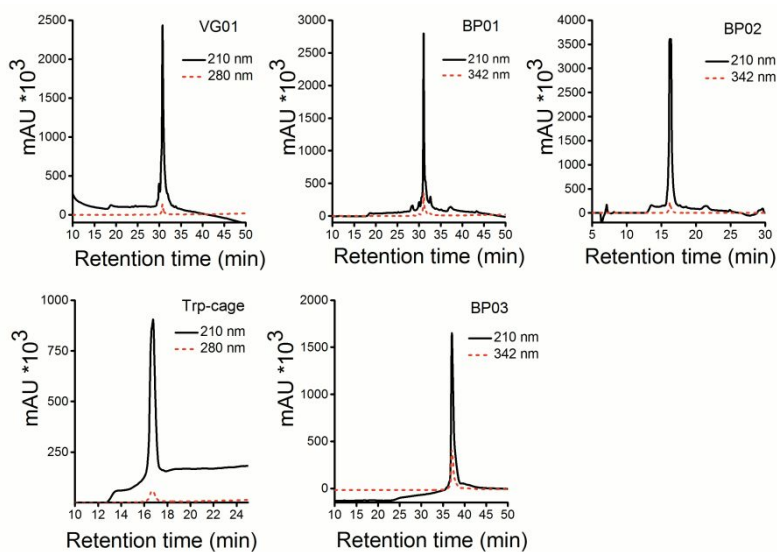 VG01
210 nm
280 nm
mAU *10³
2500
2000
1500
1000
500
0
10 15 20 25 30 35 40 45 50
Retention time (min)
BP01
210 nm
342 nm
mAU *10³
3000
2500
2000
1500
1000
500
0
10 15 20 25 30 35 40 45 50
Retention time (min)
BP02
210 nm
342 nm
mAU *10³
4000
3500
3000
2500
2000
1500
1000
500
0
5 10 15 20 25 30
Retention time (min)
Trp-cage
210 nm
280 nm
mAU *10³
1000
750
500
250
10 12 14 16 18 20 22 24
Retention time (min)
BP03
210 nm
342 nm
mAU *10³
2000
1500
1000
500
0
10 15 20 25 30 35 40 45 50
Retention time (min)